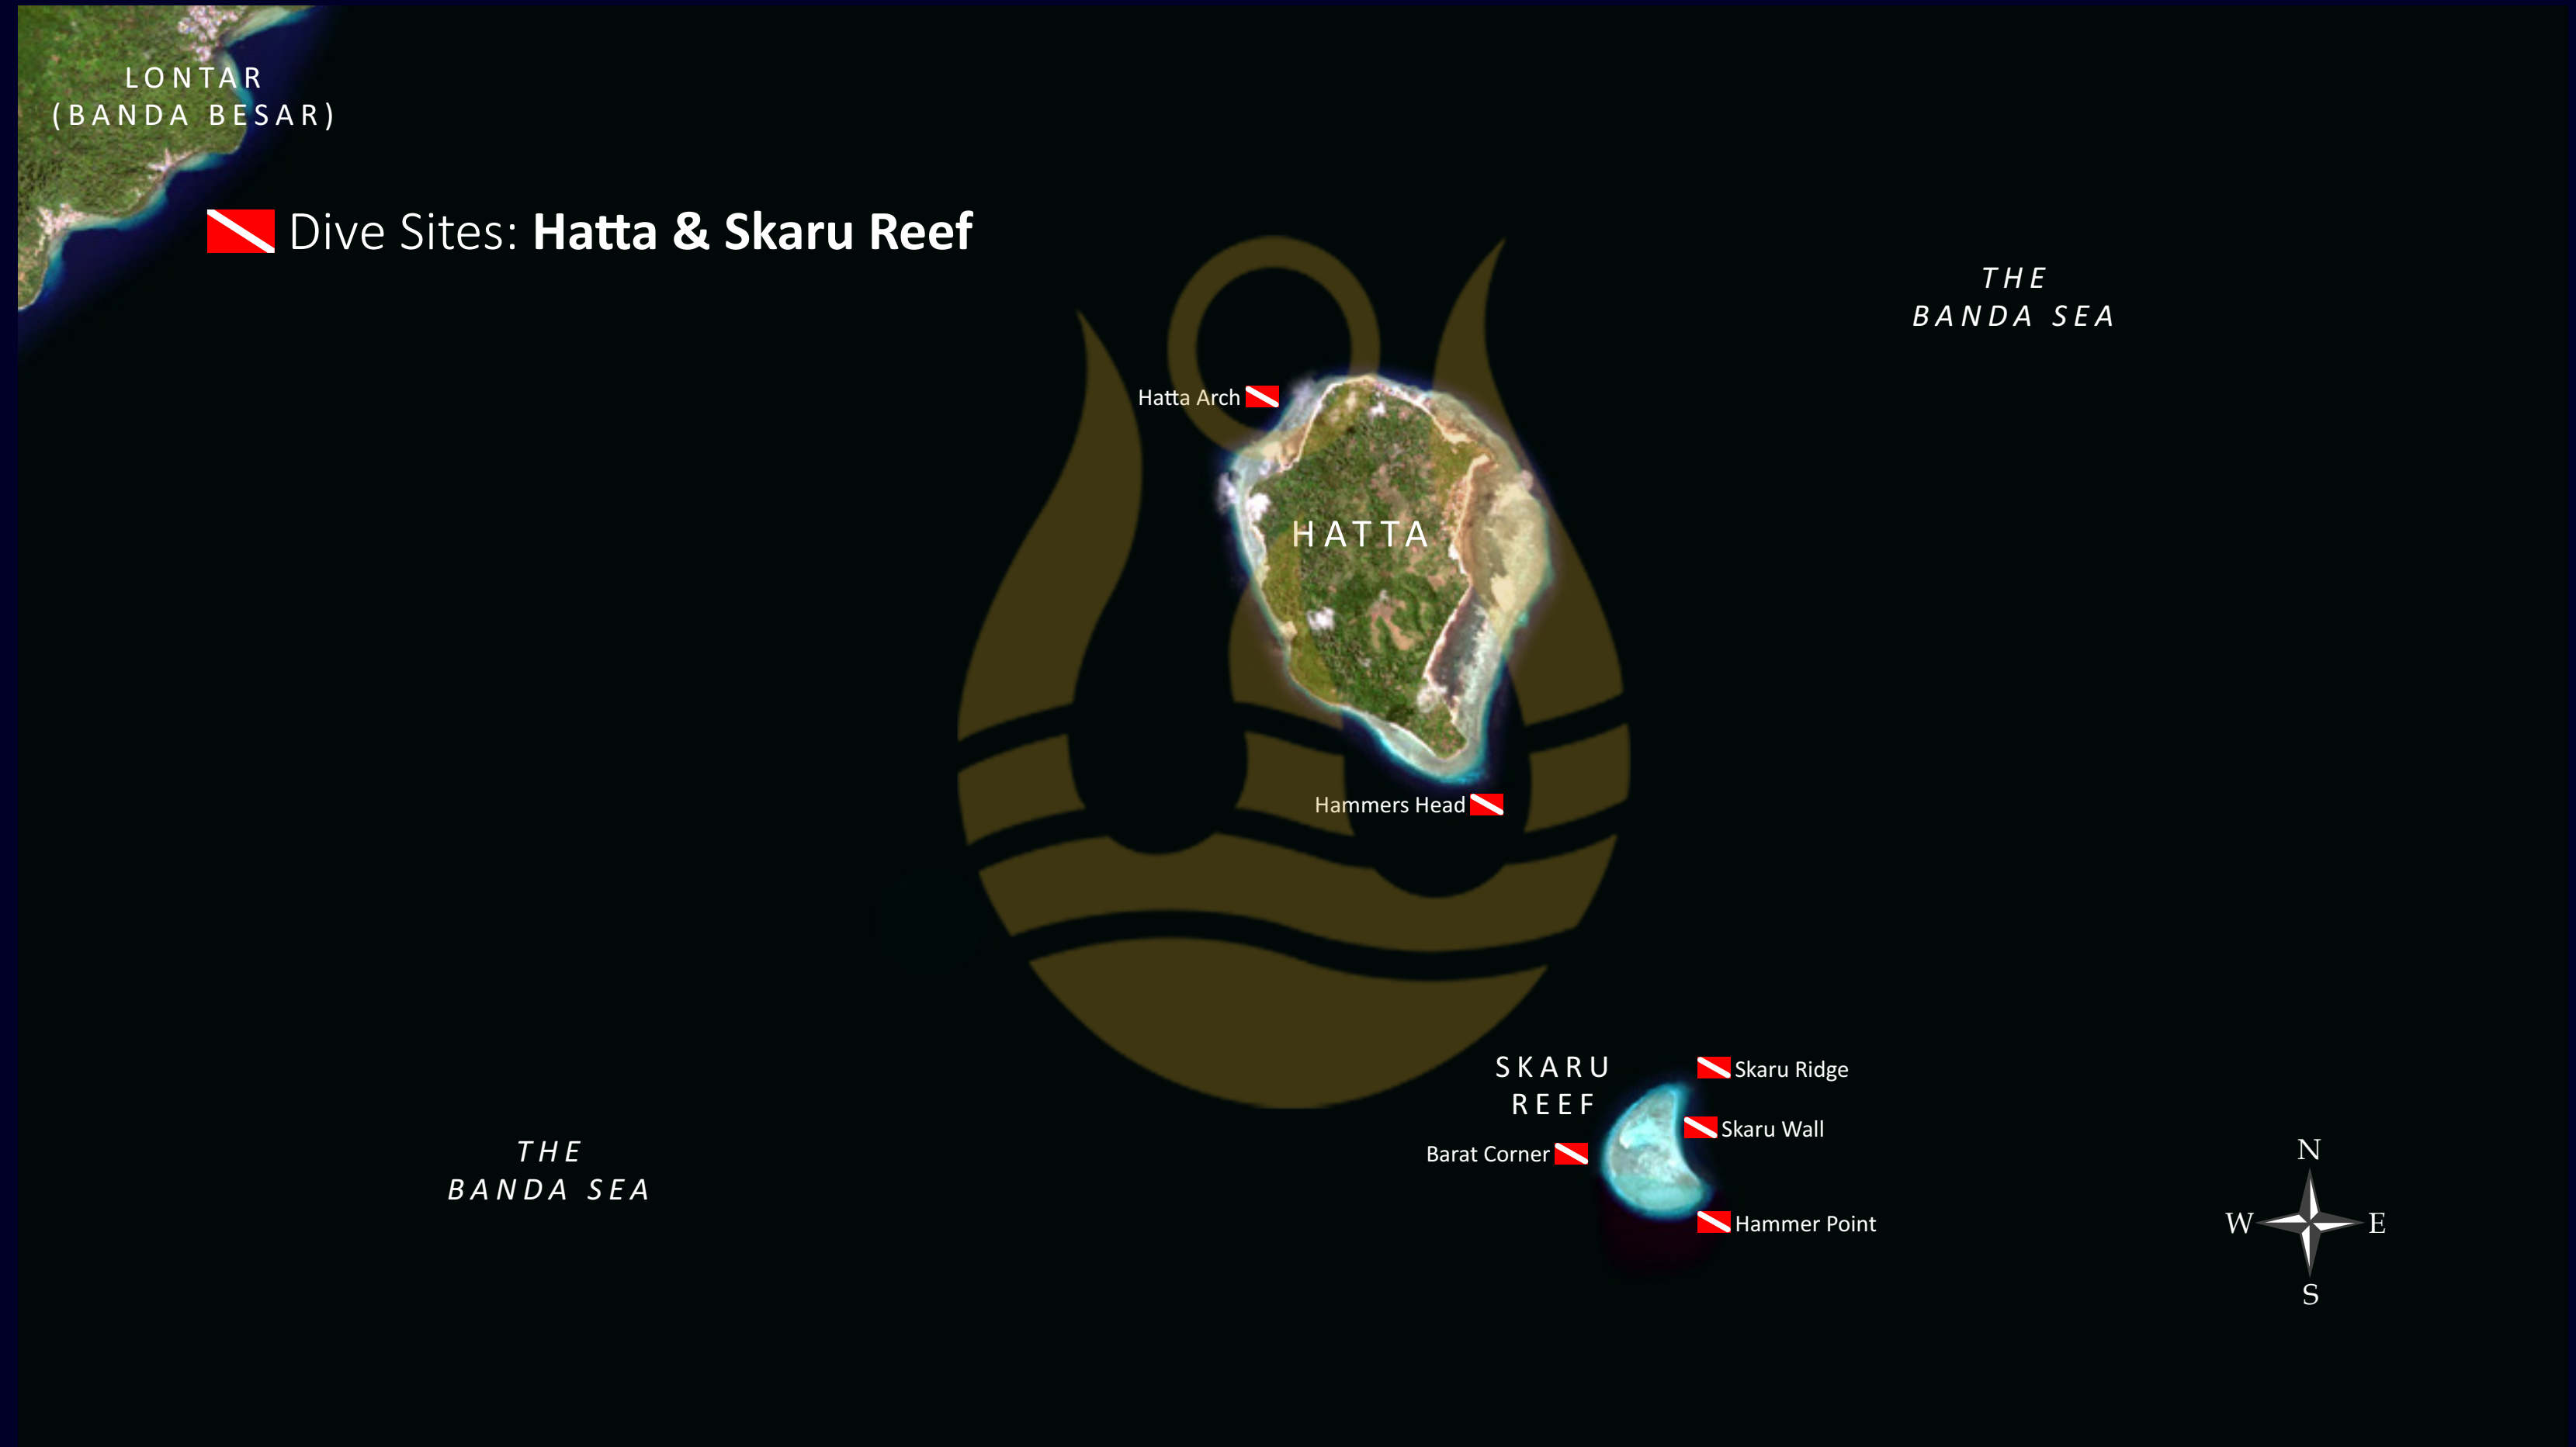 LONTAR
(BANDA BESAR)
Dive Sites: Hatta & Skaru Reef
THE
BANDA SEA
Hatta Arch
HATTA
Hammers Head
SKARU
REEF
Skaru Ridge
Skaru Wall
Barat Corner
Hammer Point
THE
BANDA SEA
N
W E
S